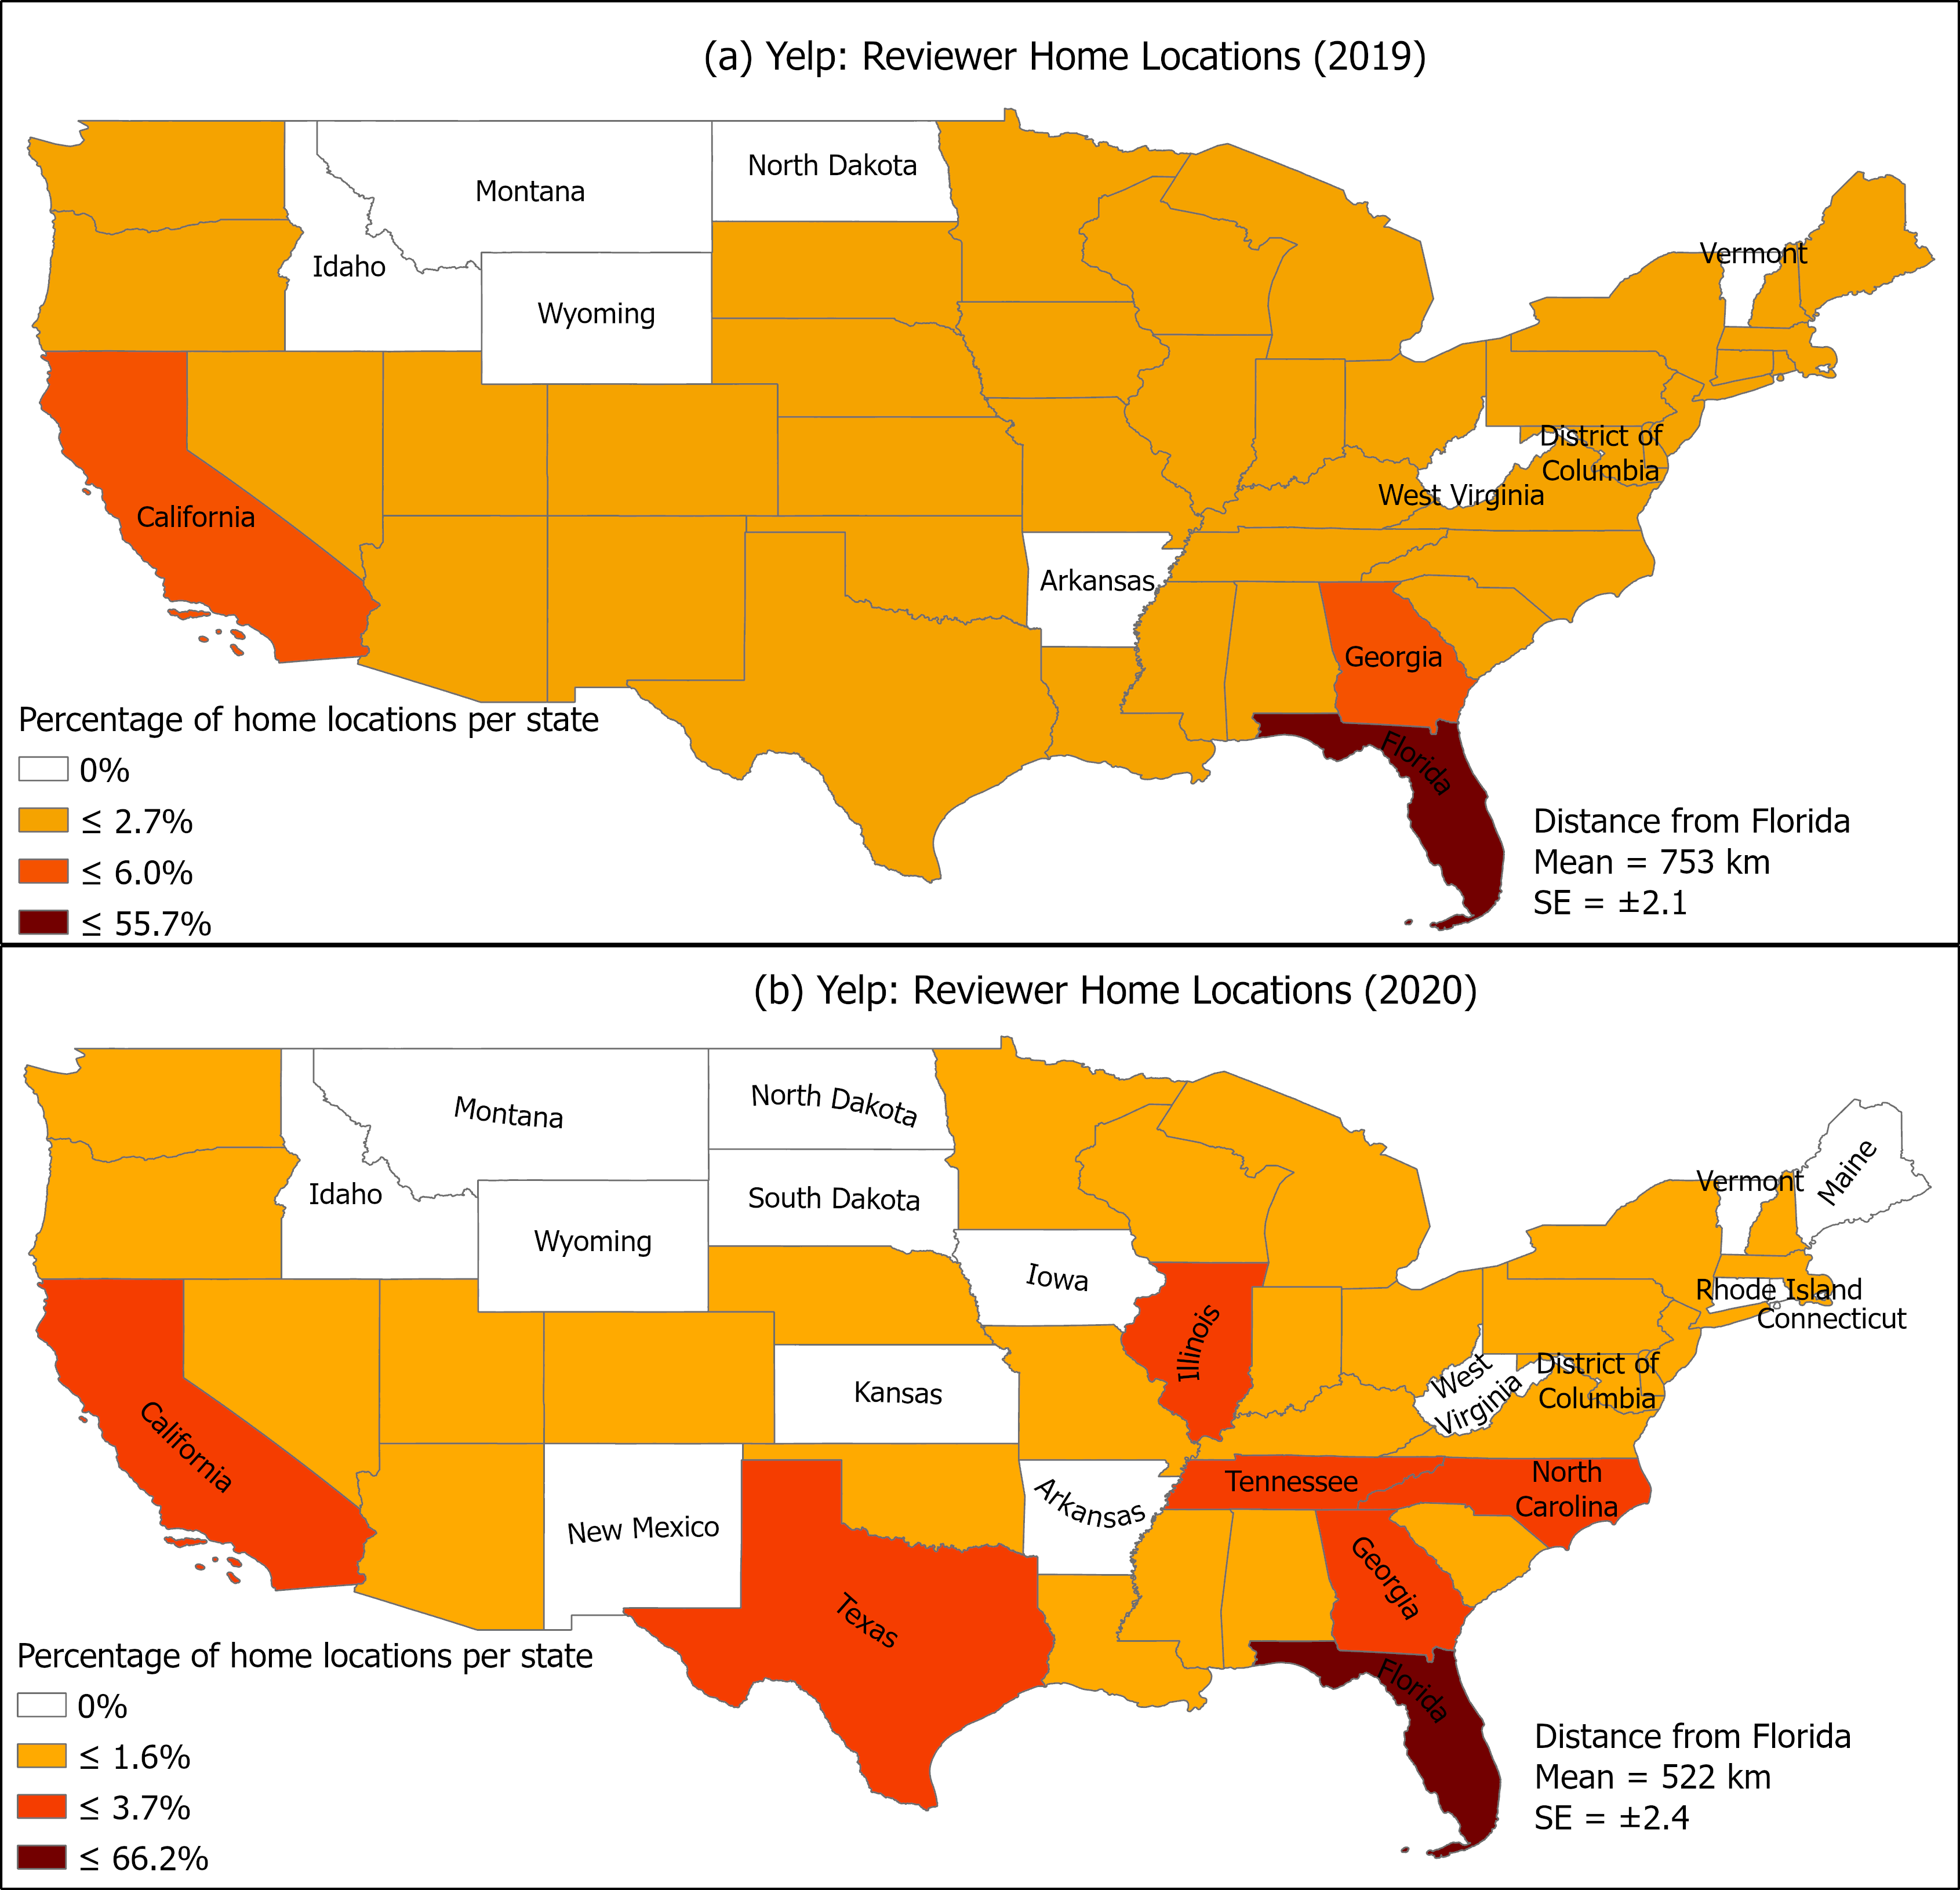 (a) Yelp: Reviewer Home Locations (2019)
North Dakota
Montana
Vermont
Idaho
Wyoming
District of
Columbia
West Virginia
California
Arkansas
Georgia
Florida
Percentage of home locations per state
0%
≤ 2.7%
≤ 6.0%
≤ 55.7%
Distance from Florida
Mean = 753 km
SE = ±2.1
(b) Yelp: Reviewer Home Locations (2020)
North Dakota
Montana
Maine
Vermont
Idaho
South Dakota
Wyoming
Iowa
Rhode Island
Connecticut
Illinois
District of
Columbia
West
Virginia
Kansas
California
Tennessee
North
Carolina
Arkansas
New Mexico
Georgia
Texas
Florida
Percentage of home locations per state
0%
≤ 1.6%
≤ 3.7%
≤ 66.2%
Distance from Florida
Mean = 522 km
SE = ±2.4